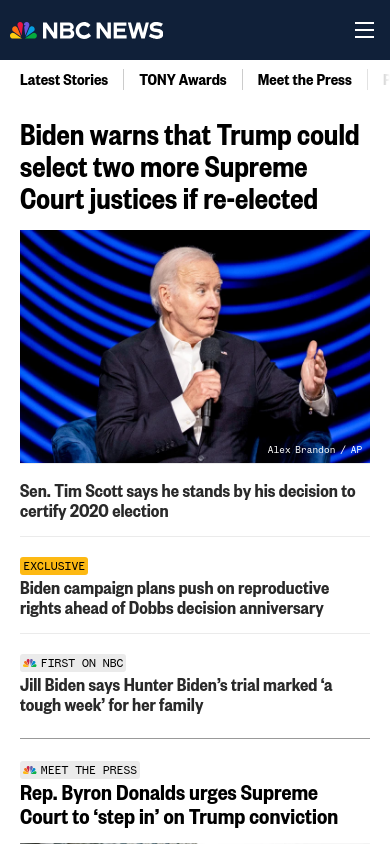 NBC NEWS
Latest Stories
TONY Awards
Meet the Press
Biden warns that Trump could
select two more Supreme
Court justices if re-elected
Alex Brandon / AP
Sen. Tim Scott says he stands by his decision to
certify 2020 election
EXCLUSIVE
Biden campaign plans push on reproductive
rights ahead of Dobbs decision anniversary
FIRST ON NBC
Jill Biden says Hunter Biden’s trial marked ‘a
tough week’ for her family
MEET THE PRESS
Rep. Byron Donalds urges Supreme
Court to ‘step in’ on Trump conviction